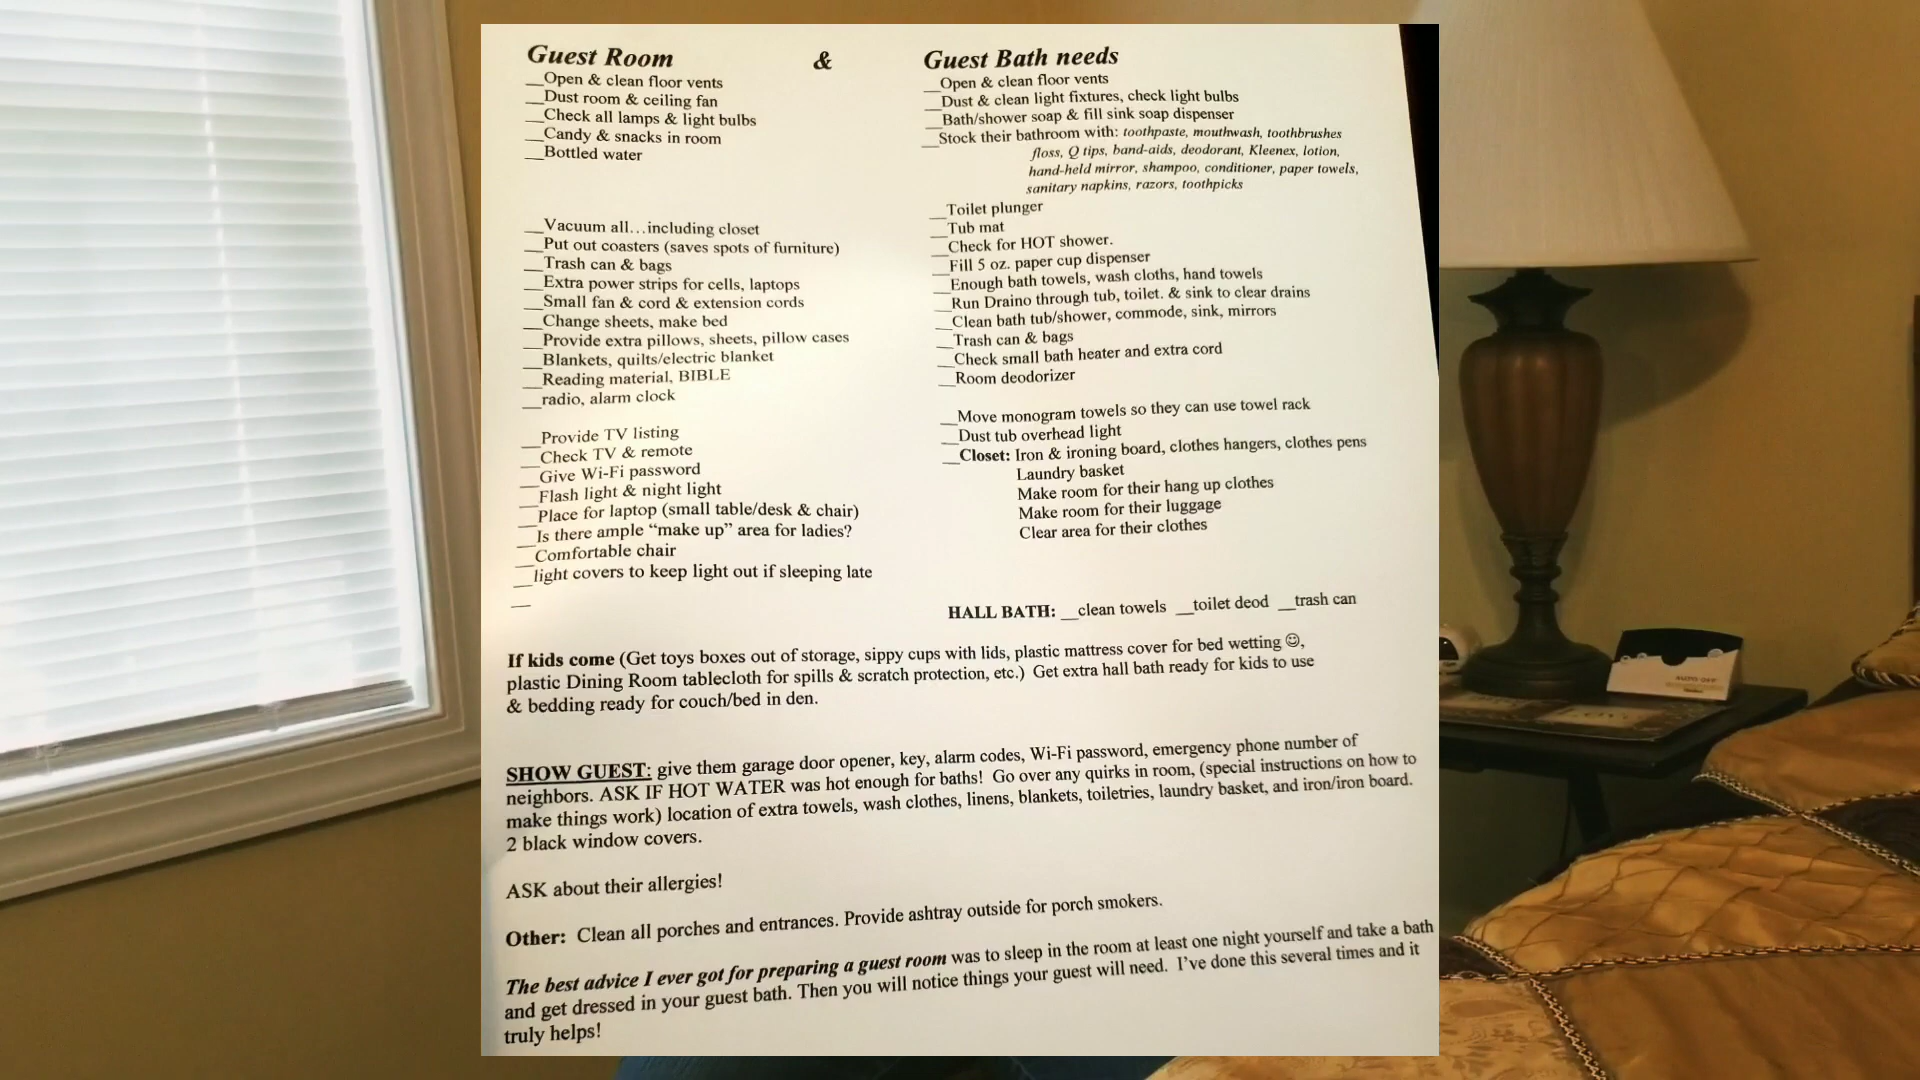 Guest Room & Guest Bath needs
__Open & clean floor vents
__Dust room & ceiling fan
__Check all lamps & light bulbs
__Candy & snacks in room
__Bottled water
__Vacuum all…including closet
__Put out coasters (saves spots of furniture)
__Trash can & bags
__Extra power strips for cells, laptops
__Small fan & cord & extension cords
__Change sheets, make bed
__Provide extra pillows, sheets, pillow cases
__Blankets, quilts/electric blanket
__Reading material, BIBLE
__radio, alarm clock
__Provide TV listing
__Check TV & remote
__Give Wi-Fi password
__Flash light & night light
__Place for laptop (small table/desk & chair)
__Is there ample “make up” area for ladies?
__Comfortable chair
__light covers to keep light out if sleeping late
__
__Open & clean floor vents
__Dust & clean light fixtures, check light bulbs
__Bath/shower soap & fill sink soap dispenser
__Stock their bathroom with: toothpaste, mouthwash, toothbrushes
floss, Q tips, band-aids, deodorant, Kleenex, lotion,
hand-held mirror, shampoo, conditioner, paper towels,
sanitary napkins, razors, toothpicks
__Toilet plunger
__Tub mat
__Check for HOT shower.
__Fill 5 oz. paper cup dispenser
__Enough bath towels, wash cloths, hand towels
__Run Draino through tub, toilet. & sink to clear drains
__Clean bath tub/shower, commode, sink, mirrors
__Trash can & bags
__Check small bath heater and extra cord
__Room deodorizer
__Move monogram towels so they can use towel rack
__Dust tub overhead light
__Closet: Iron & ironing board, clothes hangers, clothes pens
Laundry basket
Make room for their hang up clothes
Make room for their luggage
Clear area for their clothes
HALL BATH: __clean towels __toilet deod __trash can
If kids come (Get toys boxes out of storage, sippy cups with lids, plastic mattress cover for bed wetting ☺,
plastic Dining Room tablecloth for spills & scratch protection, etc.) Get extra hall bath ready for kids to use
& bedding ready for couch/bed in den.
SHOW GUEST: give them garage door opener, key, alarm codes, Wi-Fi password, emergency phone number of
neighbors. ASK IF HOT WATER was hot enough for baths! Go over any quirks in room, (special instructions on how to
make things work) location of extra towels, wash clothes, linens, blankets, toiletries, laundry basket, and iron/iron board.
2 black window covers.
ASK about their allergies!
Other: Clean all porches and entrances. Provide ashtray outside for porch smokers.
The best advice I ever got for preparing a guest room was to sleep in the room at least one night yourself and take a bath
and get dressed in your guest bath. Then you will notice things your guest will need. I’ve done this several times and it
truly helps!
AUTO OFF